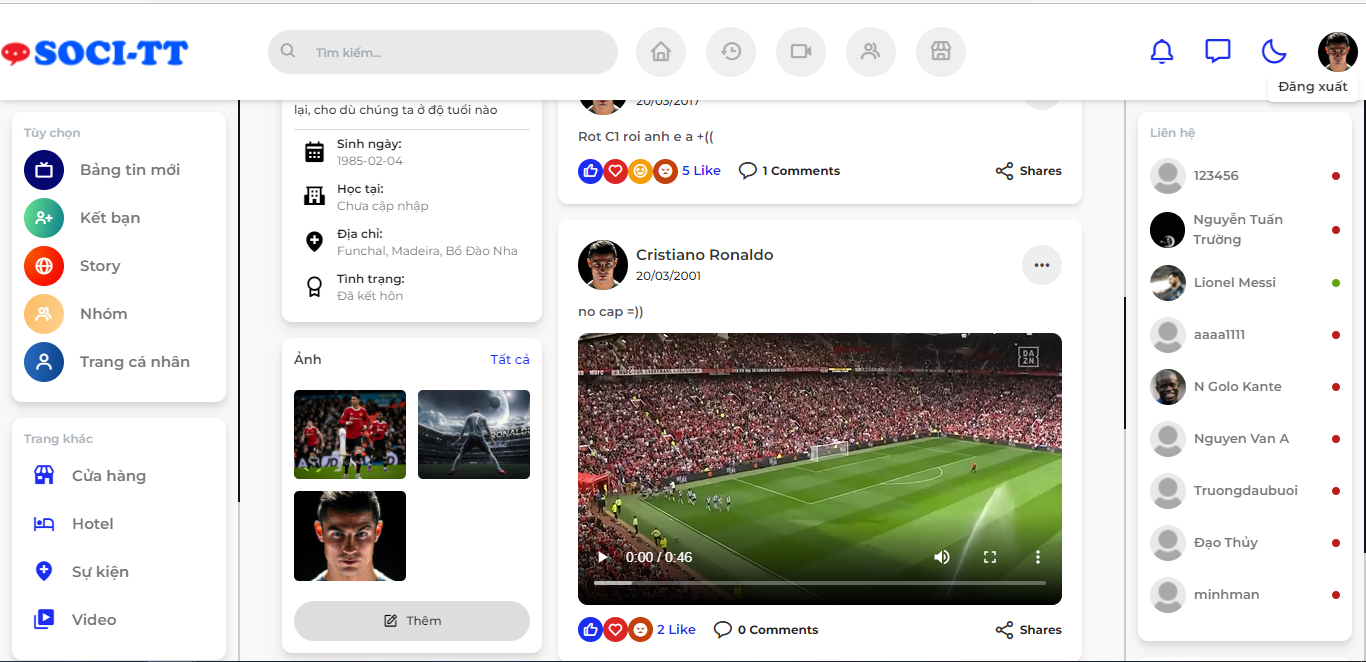 SOCI-TT
Tìm kiếm...
Đăng xuất
Tùy chọn
Bảng tin mới
Kết bạn
Story
Nhóm
Trang cá nhân
Trang khác
Cửa hàng
Hotel
Sự kiện
Video
lại, cho dù chúng ta ở độ tuổi nào
Sinh ngày:
1985-02-04
Học tại:
Chưa cập nhập
Địa chỉ:
Funchal, Madeira, Bồ Đào Nha
Tình trạng:
Đã kết hôn
Ảnh
Tất cả
RONALD
Thêm
20/03/2017
Rot C1 roi anh e a +((
5 Like
1 Comments
Shares
Cristiano Ronaldo
20/03/2001
no cap =))
DAZN
0:00 / 0:46
2 Like
0 Comments
Shares
Liên hệ
123456
Nguyễn Tuấn
Trường
Lionel Messi
aaaa1111
N Golo Kante
Nguyen Van A
Truongdaubuoi
Đạo Thủy
minhman